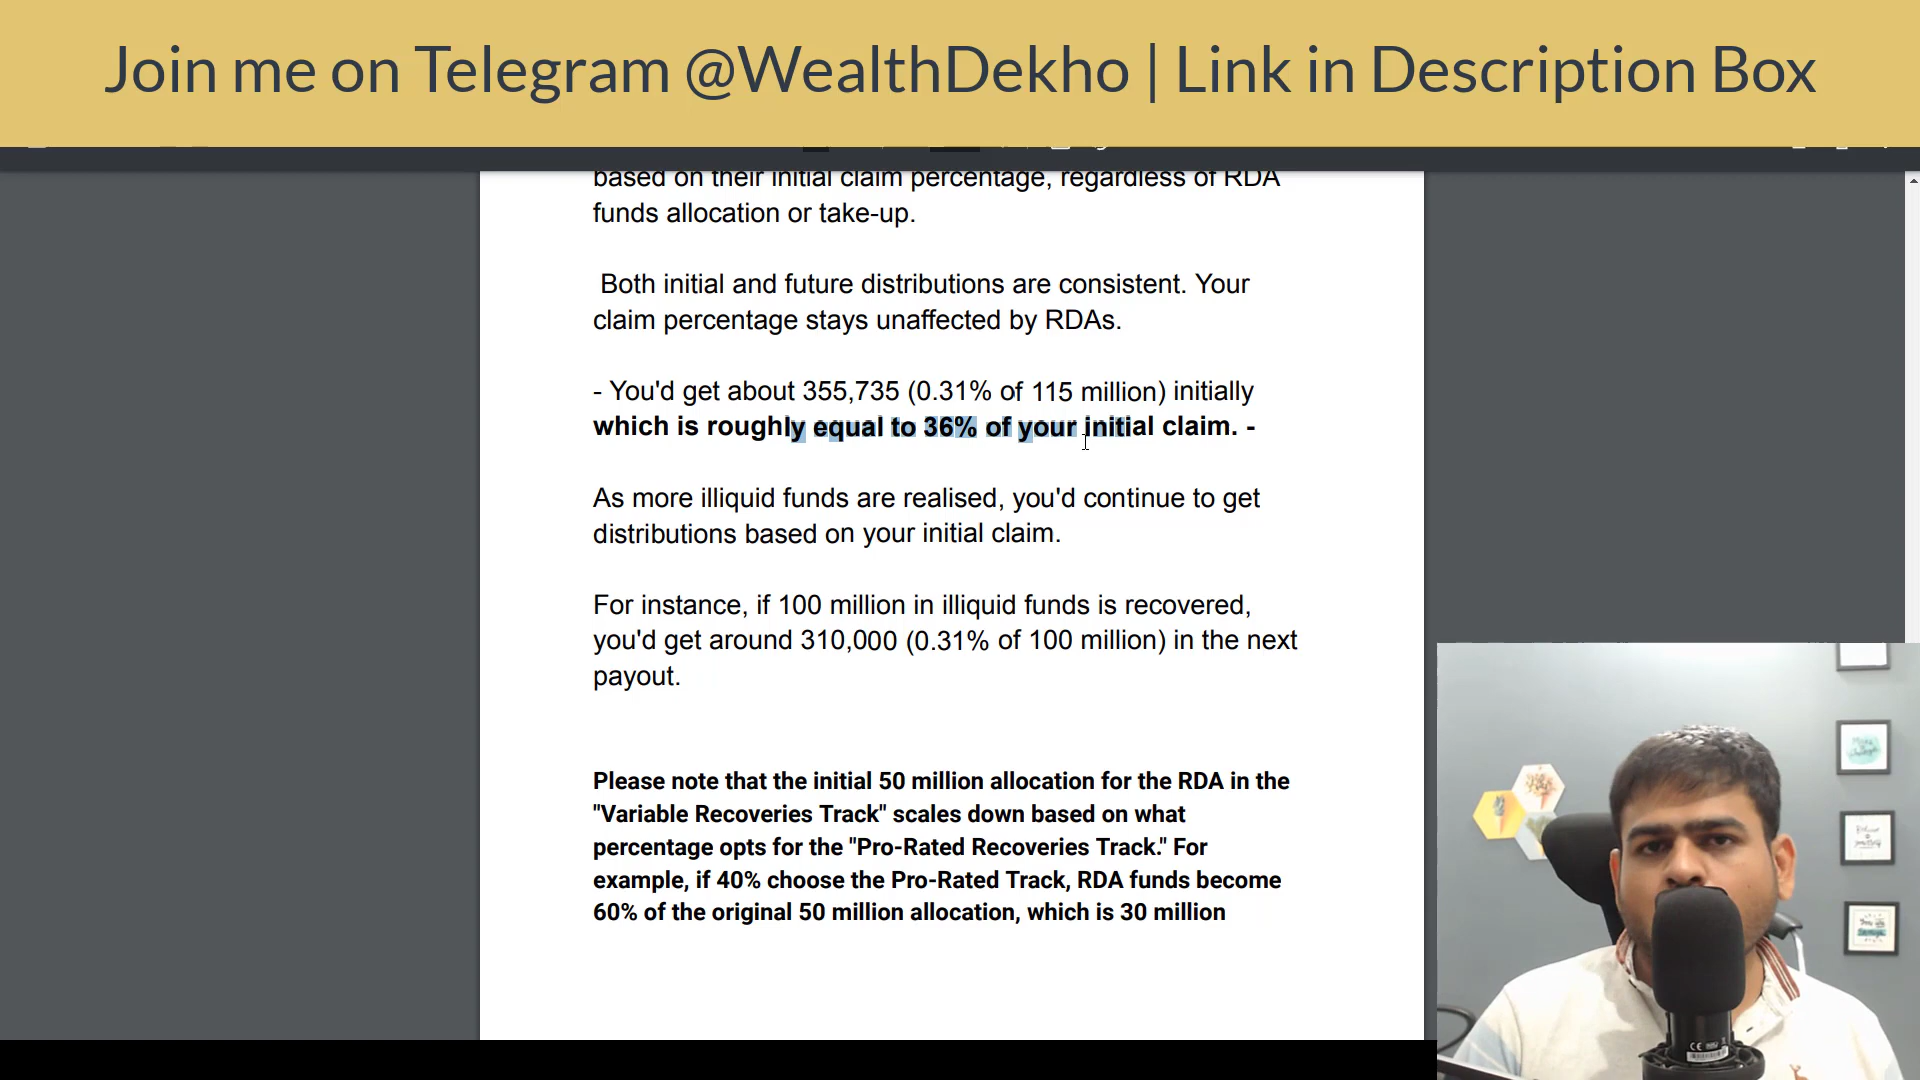 Join me on Telegram @WealthDekho | Link in Description Box
based on their initial claim percentage, regardless of RDA
funds allocation or take-up.
Both initial and future distributions are consistent. Your
claim percentage stays unaffected by RDAs.
- You'd get about 355,735 (0.31% of 115 million) initially
which is roughly equal to 36% of your initial claim. -
As more illiquid funds are realised, you'd continue to get
distributions based on your initial claim.
For instance, if 100 million in illiquid funds is recovered,
you'd get around 310,000 (0.31% of 100 million) in the next
payout.
Please note that the initial 50 million allocation for the RDA in the
"Variable Recoveries Track" scales down based on what
percentage opts for the "Pro-Rated Recoveries Track." For
example, if 40% choose the Pro-Rated Track, RDA funds become
60% of the original 50 million allocation, which is 30 million